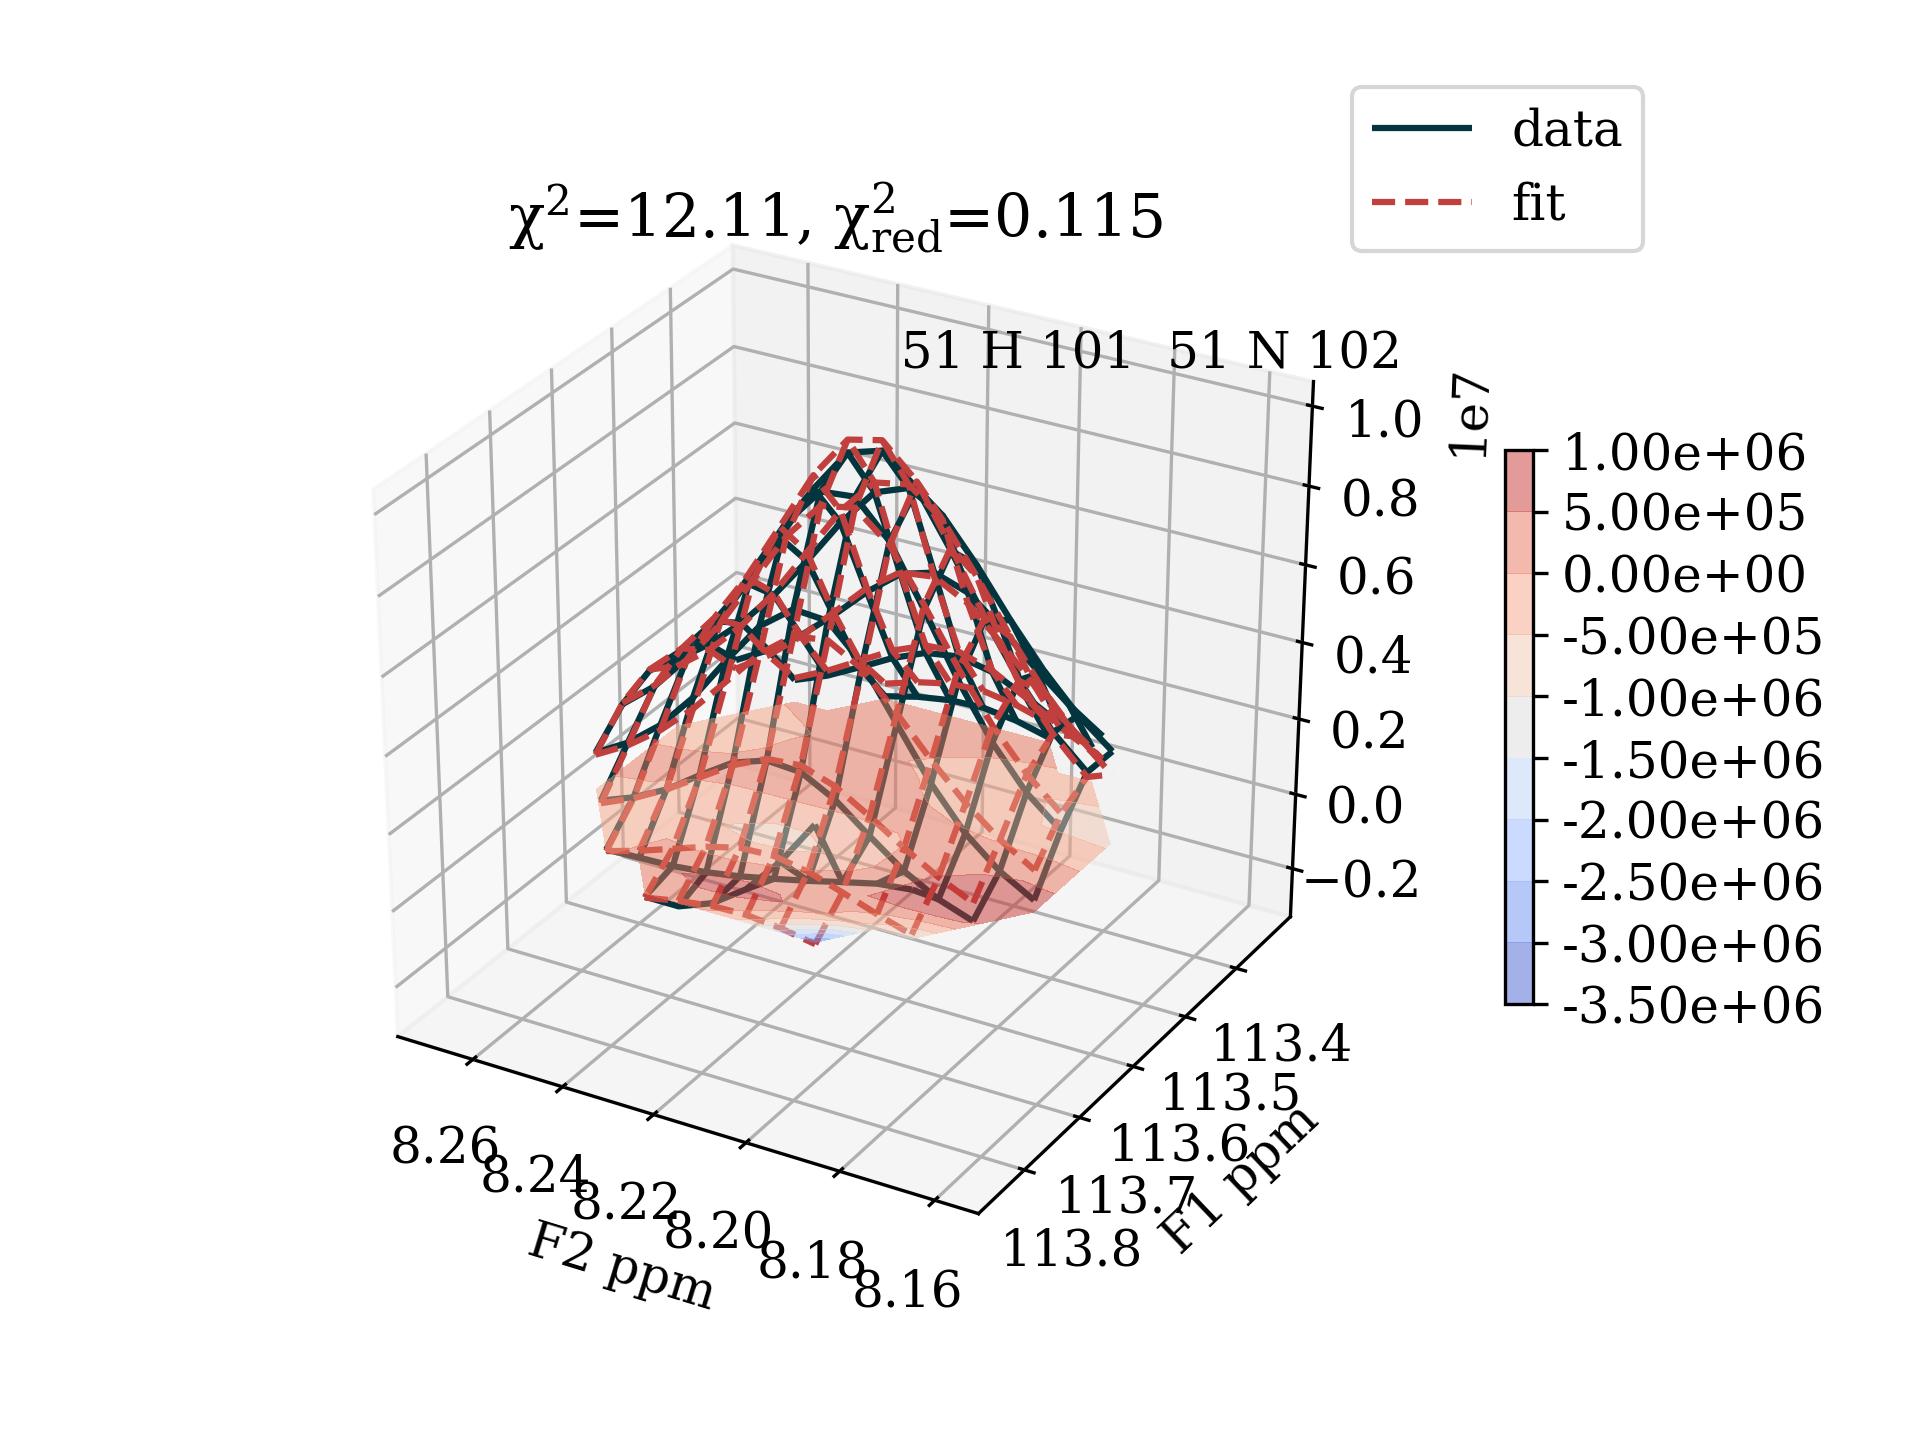 data
fit
χ²=12.11, χ²red=0.115
51 H 101  51 N 102
1e7
1.0
0.8
0.6
0.4
0.2
0.0
−0.2
1.00e+06
5.00e+05
0.00e+00
-5.00e+05
-1.00e+06
-1.50e+06
-2.00e+06
-2.50e+06
-3.00e+06
-3.50e+06
113.4
113.5
113.6
113.7
113.8
F1 ppm
8.26
8.24
8.22
8.20
8.18
8.16
F2 ppm